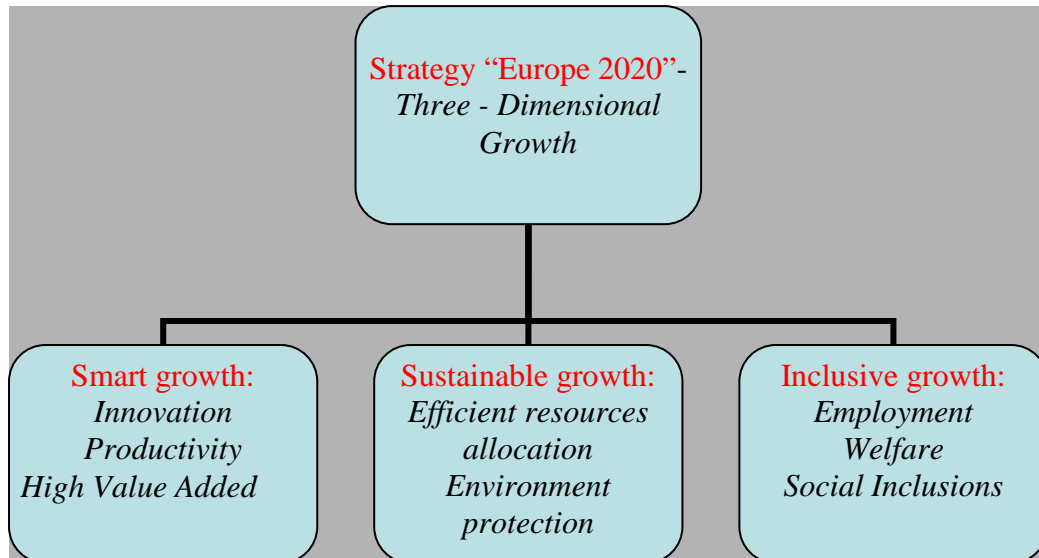 Strategy “Europe 2020”-
Three - Dimensional
Growth
Smart growth:
Innovation
Productivity
High Value Added
Sustainable growth:
Efficient resources
allocation
Environment
protection
Inclusive growth:
Employment
Welfare
Social Inclusions